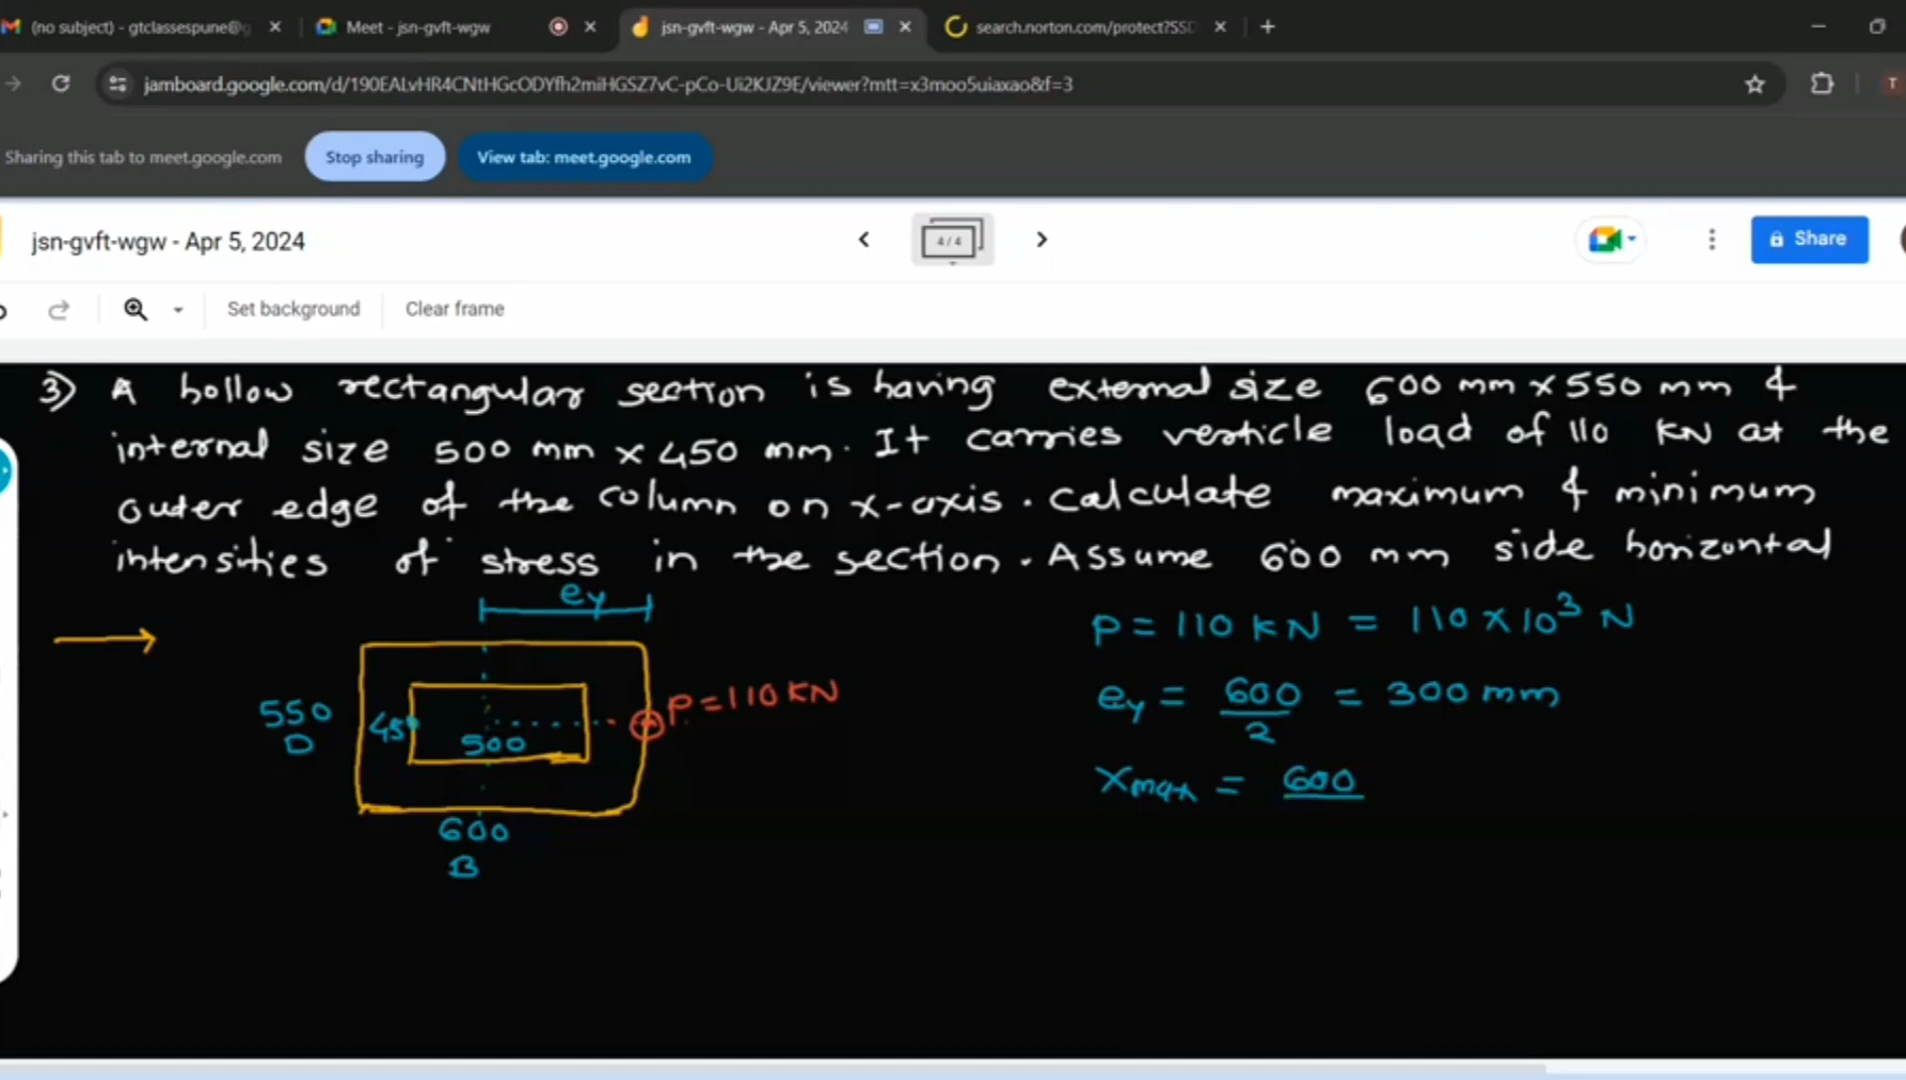 (no subject) - gtclassespune@g
Meet - jsn-gvft-wgw
jsn-gvft-wgw - Apr 5, 2024
search.norton.com/protect?SSD
jamboard.google.com/d/190EALvHR4CNtHGcODYfh2miHGSZ7vC-pCo-Ui2KJZ9E/viewer?mtt=x3moo5uiaxao&f=3
T
Sharing this tab to meet.google.com
Stop sharing
View tab: meet.google.com
jsn-gvft-wgw - Apr 5, 2024
4 / 4
Share
Set background
Clear frame
3) A hollow rectangular section is having external size 600 mm x 550 mm &
internal size 500 mm x 450 mm. It carries verticle load of 110 KN at the
outer edge of the column on x-axis. Calculate maximum & minimum
intensities of stress in the section. Assume 600 mm side horizontal
ey
P = 110 KN = 110 x 10³ N
P = 110 KN
ey = 600/2 = 300 mm
550
D
450
500
Xmax = 600
600
B